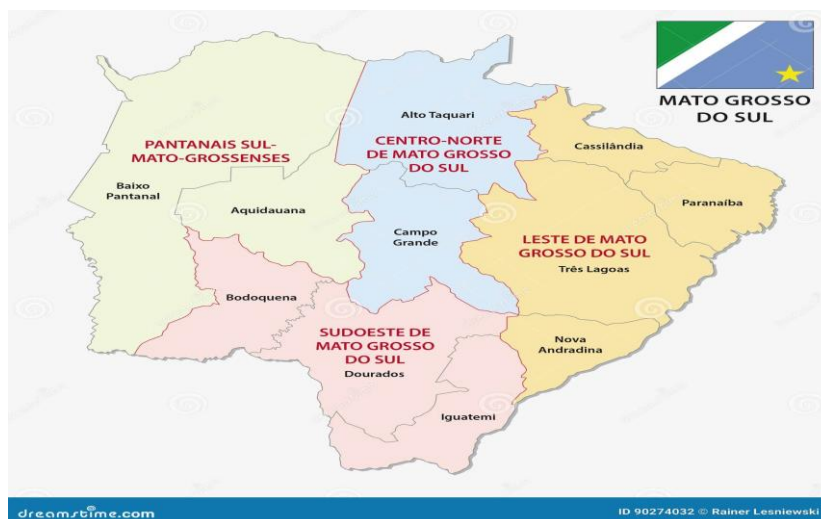 MATO GROSSO
DO SUL
Alto Taquari
PANTANAIS SUL-
MATO-GROSSENSES
CENTRO-NORTE
DE MATO GROSSO
DO SUL
Cassilândia
Baixo
Pantanal
Aquidauana
Paranaíba
Campo
Grande
LESTE DE MATO
GROSSO DO SUL
Três Lagoas
Bodoquena
SUDOESTE DE
MATO GROSSO
DO SUL
Dourados
Nova
Andradina
Iguatemi
dreamstime.com
ID 90274032 © Rainer Lesniewski